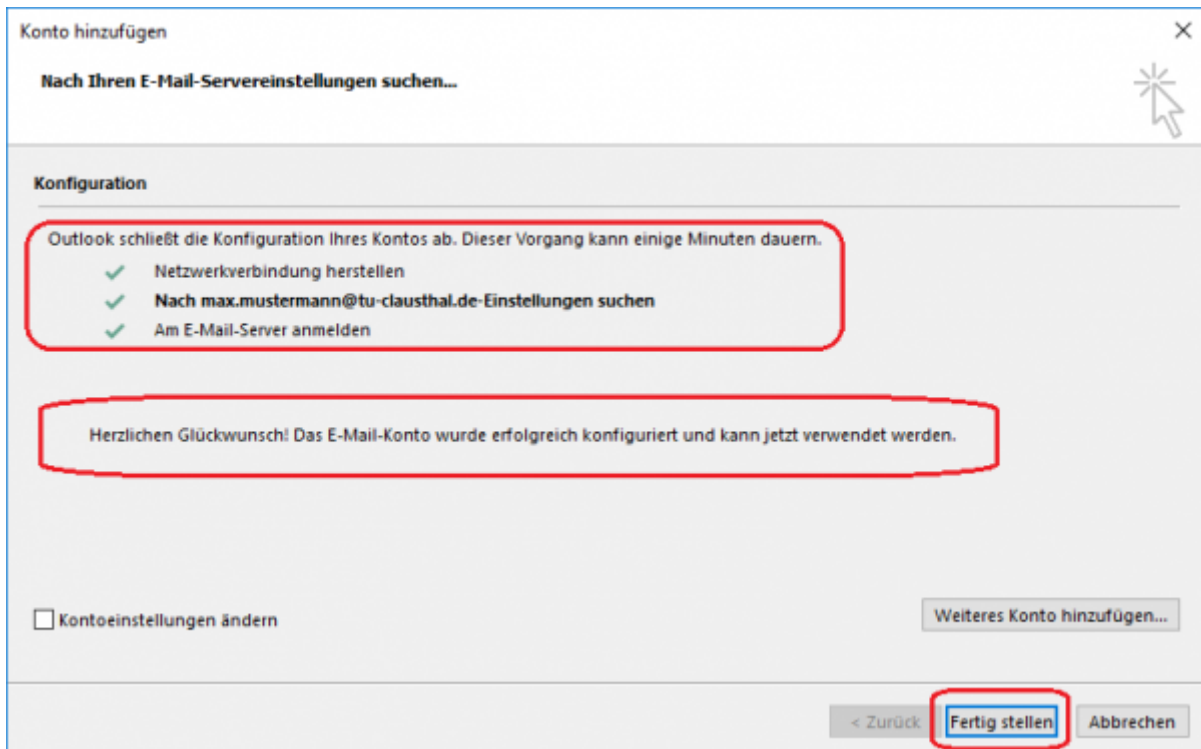 Konto hinzufügen
Nach Ihren E-Mail-Servereinstellungen suchen...
Konfiguration
Outlook schließt die Konfiguration Ihres Kontos ab. Dieser Vorgang kann einige Minuten dauern.
Netzwerkverbindung herstellen
Nach max.mustermann@tu-clausthal.de-Einstellungen suchen
Am E-Mail-Server anmelden
Herzlichen Glückwunsch! Das E-Mail-Konto wurde erfolgreich konfiguriert und kann jetzt verwendet werden.
Kontoeinstellungen ändern
Weiteres Konto hinzufügen...
< Zurück Fertig stellen Abbrechen